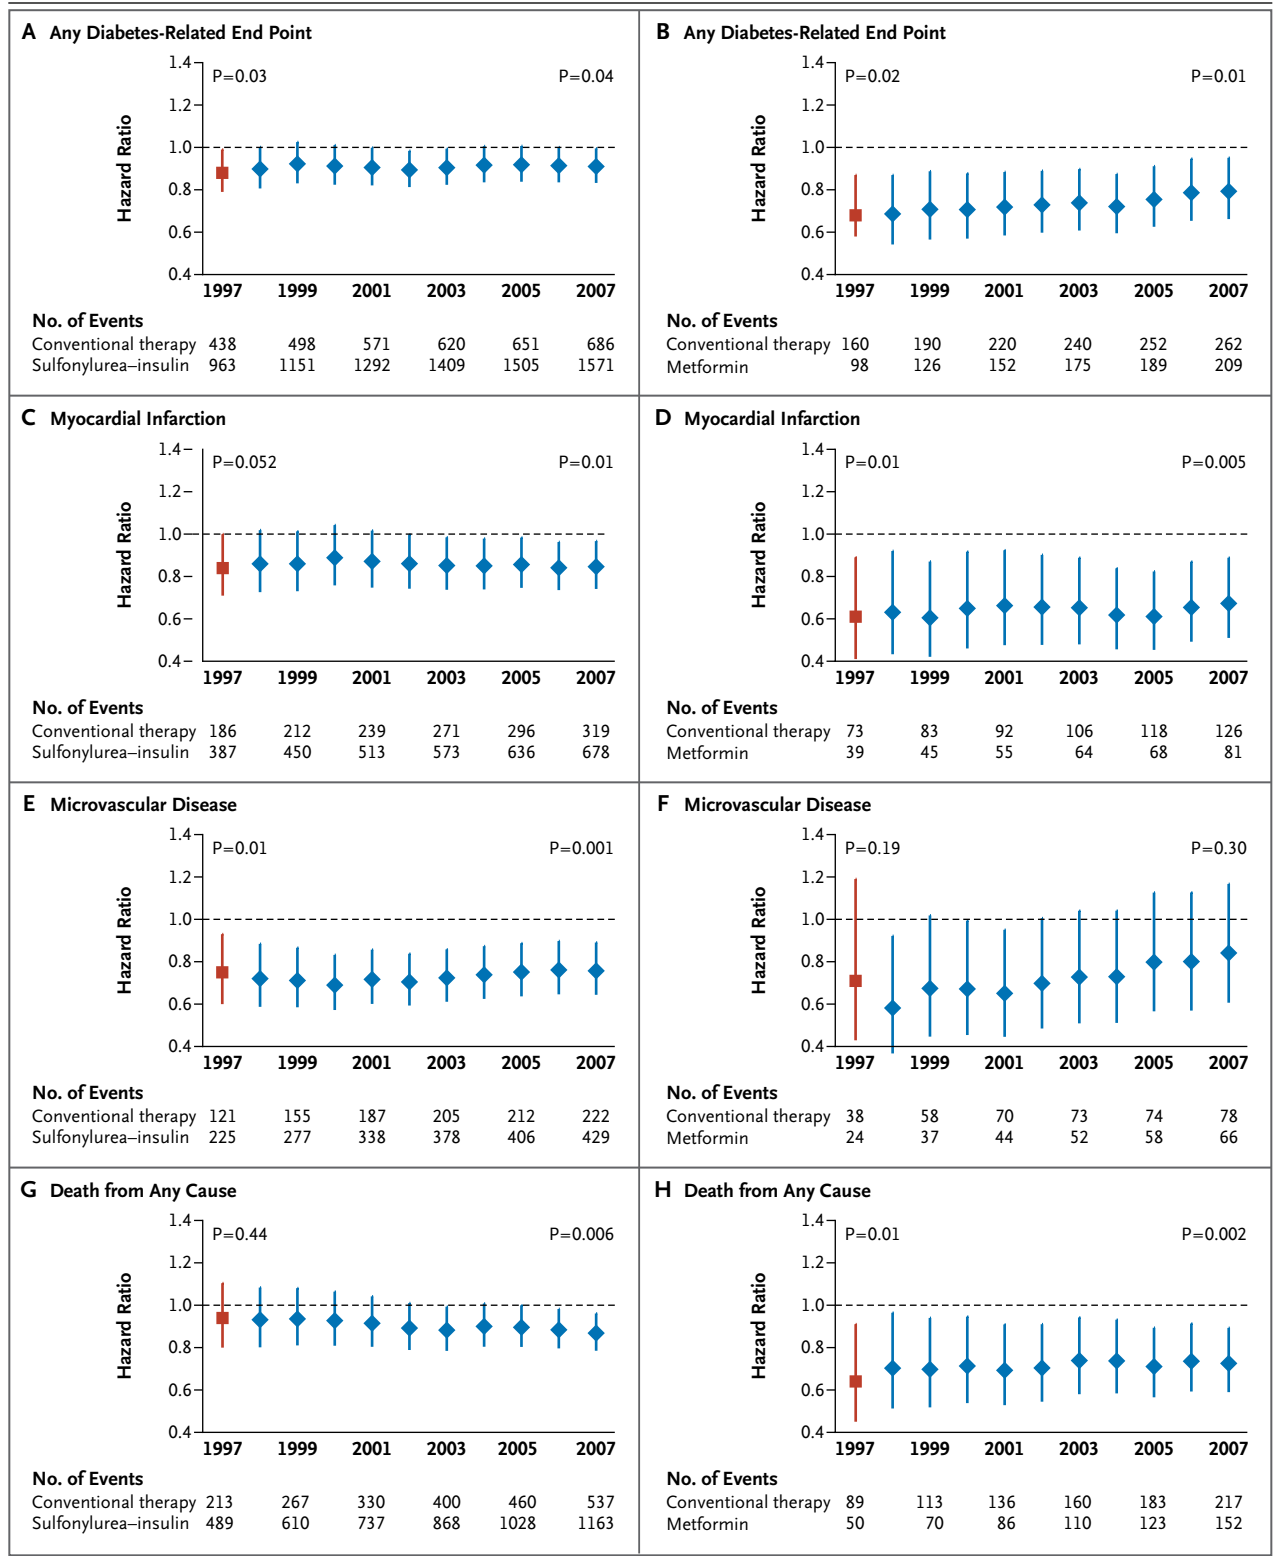 A Any Diabetes-Related End Point
1.4
P=0.03 P=0.04
1.2
1.0
0.8
0.6
0.4
Hazard Ratio
1997 1999 2001 2003 2005 2007
No. of Events
Conventional therapy 438 498 571 620 651 686
Sulfonylurea–insulin 963 1151 1292 1409 1505 1571
B Any Diabetes-Related End Point
1.4
P=0.02 P=0.01
1.2
1.0
0.8
0.6
0.4
Hazard Ratio
1997 1999 2001 2003 2005 2007
No. of Events
Conventional therapy 160 190 220 240 252 262
Metformin 98 126 152 175 189 209
C Myocardial Infarction
1.4
P=0.052 P=0.01
1.2
1.0
0.8
0.6
0.4
Hazard Ratio
1997 1999 2001 2003 2005 2007
No. of Events
Conventional therapy 186 212 239 271 296 319
Sulfonylurea–insulin 387 450 513 573 636 678
D Myocardial Infarction
1.4
P=0.01 P=0.005
1.2
1.0
0.8
0.6
0.4
Hazard Ratio
1997 1999 2001 2003 2005 2007
No. of Events
Conventional therapy 73 83 92 106 118 126
Metformin 39 45 55 64 68 81
E Microvascular Disease
1.4
P=0.01 P=0.001
1.2
1.0
0.8
0.6
0.4
Hazard Ratio
1997 1999 2001 2003 2005 2007
No. of Events
Conventional therapy 121 155 187 205 212 222
Sulfonylurea–insulin 225 277 338 378 406 429
F Microvascular Disease
1.4
P=0.19 P=0.30
1.2
1.0
0.8
0.6
0.4
Hazard Ratio
1997 1999 2001 2003 2005 2007
No. of Events
Conventional therapy 38 58 70 73 74 78
Metformin 24 37 44 52 58 66
G Death from Any Cause
1.4
P=0.44 P=0.006
1.2
1.0
0.8
0.6
0.4
Hazard Ratio
1997 1999 2001 2003 2005 2007
No. of Events
Conventional therapy 213 267 330 400 460 537
Sulfonylurea–insulin 489 610 737 868 1028 1163
H Death from Any Cause
1.4
P=0.01 P=0.002
1.2
1.0
0.8
0.6
0.4
Hazard Ratio
1997 1999 2001 2003 2005 2007
No. of Events
Conventional therapy 89 113 136 160 183 217
Metformin 50 70 86 110 123 152